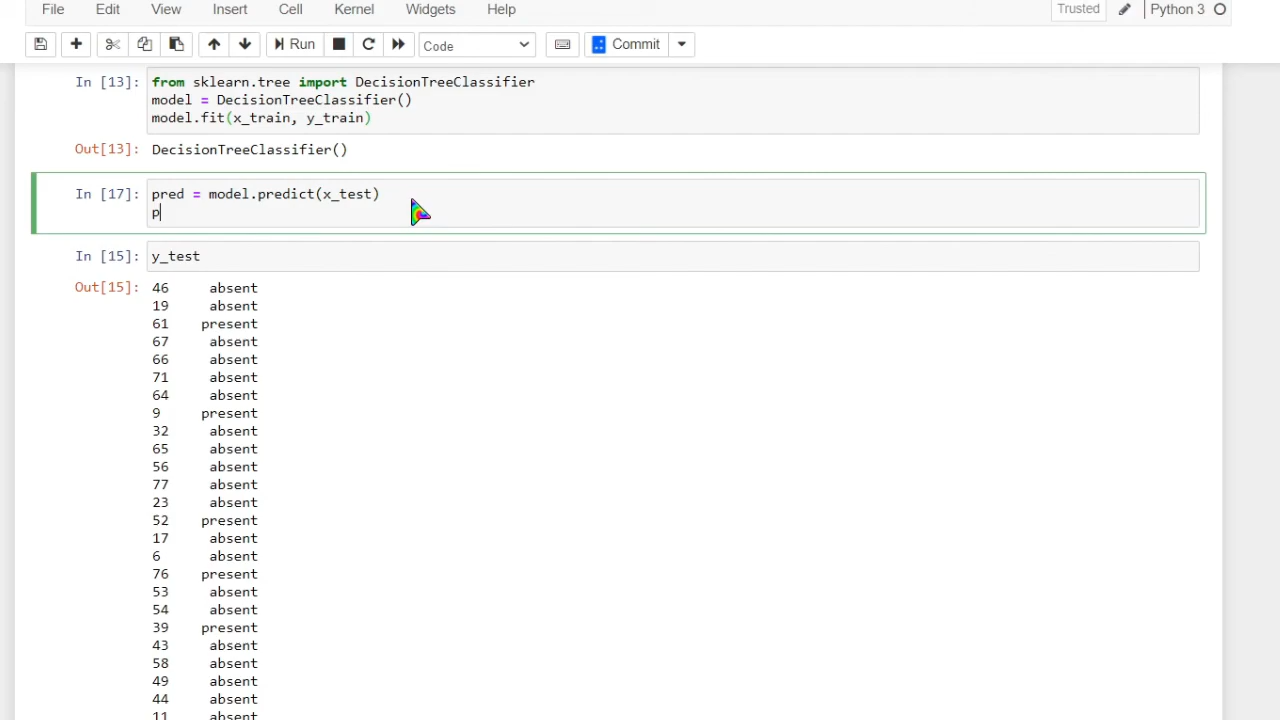 File Edit View Insert Cell Kernel Widgets Help Trusted Python 3
Run Code Commit
In [13]: from sklearn.tree import DecisionTreeClassifier
model = DecisionTreeClassifier()
model.fit(x_train, y_train)
Out[13]: DecisionTreeClassifier()
In [17]: pred = model.predict(x_test)
p
In [15]: y_test
Out[15]: 46 absent
19 absent
61 present
67 absent
66 absent
71 absent
64 absent
9 present
32 absent
65 absent
56 absent
77 absent
23 absent
52 present
17 absent
6 absent
76 present
53 absent
54 absent
39 present
43 absent
58 absent
49 absent
44 absent
11 absent